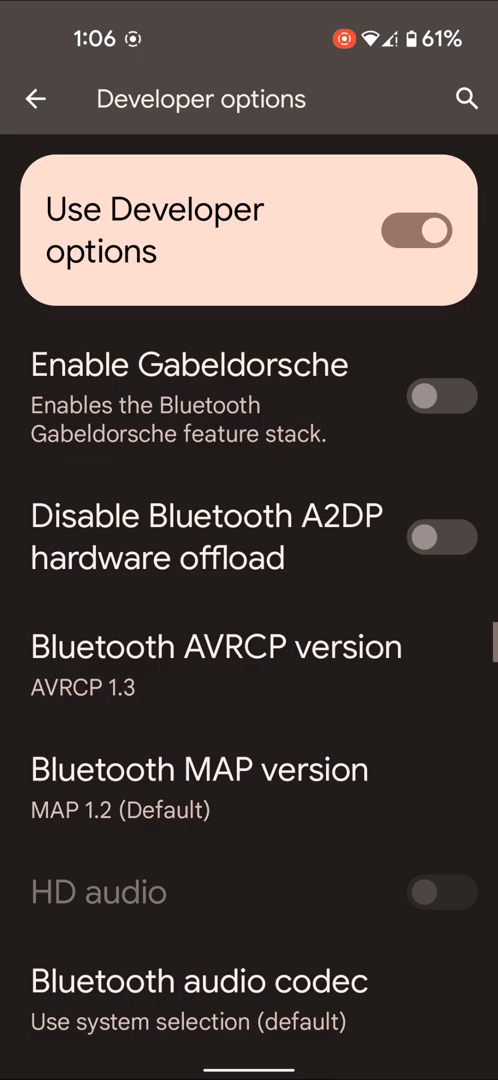 1:06
61%
Developer options
Use Developer
options
Enable Gabeldorsche
Enables the Bluetooth
Gabeldorsche feature stack.
Disable Bluetooth A2DP
hardware offload
Bluetooth AVRCP version
AVRCP 1.3
Bluetooth MAP version
MAP 1.2 (Default)
HD audio
Bluetooth audio codec
Use system selection (default)